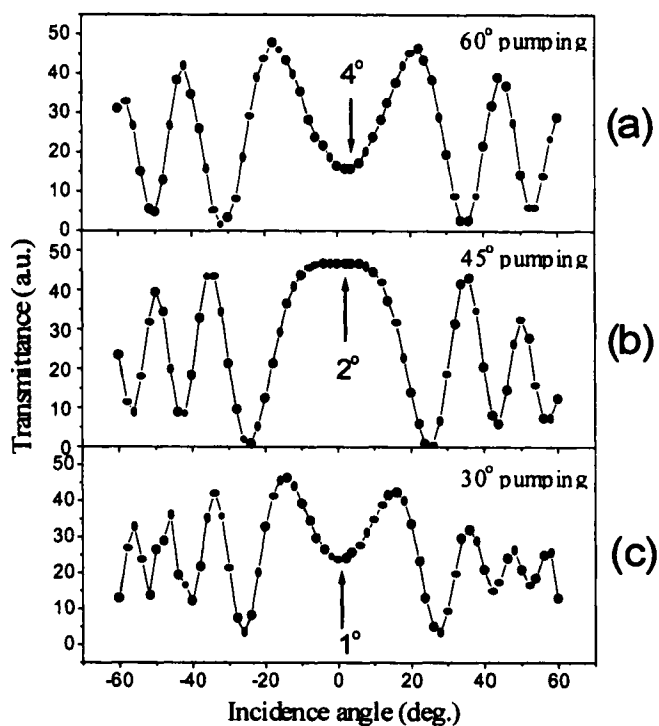 50
40
30
20
10
0
60° pumping
4°
(a)
50
40
30
20
10
0
45° pumping
2°
(b)
50
40
30
20
10
0
30° pumping
1°
(c)
Transmittance (a.u.)
-60 -40 -20 0 20 40 60
Incidence angle (deg.)